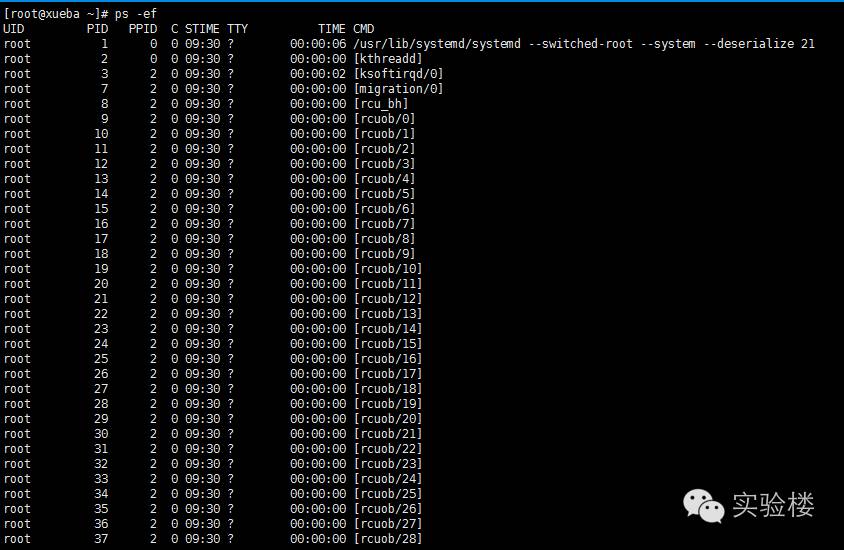 [root@xueba ~]# ps -ef
UID        PID  PPID  C STIME TTY          TIME CMD
root         1     0  0 09:30 ?        00:00:06 /usr/lib/systemd/systemd --switched-root --system --deserialize 21
root         2     0  0 09:30 ?        00:00:00 [kthreadd]
root         3     2  0 09:30 ?        00:00:02 [ksoftirqd/0]
root         7     2  0 09:30 ?        00:00:00 [migration/0]
root         8     2  0 09:30 ?        00:00:00 [rcu_bh]
root         9     2  0 09:30 ?        00:00:00 [rcuob/0]
root        10     2  0 09:30 ?        00:00:00 [rcuob/1]
root        11     2  0 09:30 ?        00:00:00 [rcuob/2]
root        12     2  0 09:30 ?        00:00:00 [rcuob/3]
root        13     2  0 09:30 ?        00:00:00 [rcuob/4]
root        14     2  0 09:30 ?        00:00:00 [rcuob/5]
root        15     2  0 09:30 ?        00:00:00 [rcuob/6]
root        16     2  0 09:30 ?        00:00:00 [rcuob/7]
root        17     2  0 09:30 ?        00:00:00 [rcuob/8]
root        18     2  0 09:30 ?        00:00:00 [rcuob/9]
root        19     2  0 09:30 ?        00:00:00 [rcuob/10]
root        20     2  0 09:30 ?        00:00:00 [rcuob/11]
root        21     2  0 09:30 ?        00:00:00 [rcuob/12]
root        22     2  0 09:30 ?        00:00:00 [rcuob/13]
root        23     2  0 09:30 ?        00:00:00 [rcuob/14]
root        24     2  0 09:30 ?        00:00:00 [rcuob/15]
root        25     2  0 09:30 ?        00:00:00 [rcuob/16]
root        26     2  0 09:30 ?        00:00:00 [rcuob/17]
root        27     2  0 09:30 ?        00:00:00 [rcuob/18]
root        28     2  0 09:30 ?        00:00:00 [rcuob/19]
root        29     2  0 09:30 ?        00:00:00 [rcuob/20]
root        30     2  0 09:30 ?        00:00:00 [rcuob/21]
root        31     2  0 09:30 ?        00:00:00 [rcuob/22]
root        32     2  0 09:30 ?        00:00:00 [rcuob/23]
root        33     2  0 09:30 ?        00:00:00 [rcuob/24]
root        34     2  0 09:30 ?        00:00:00 [rcuob/25]
root        35     2  0 09:30 ?        00:00:00 [rcuob/26]
root        36     2  0 09:30 ?        00:00:00 [rcuob/27]
root        37     2  0 09:30 ?        00:00:00 [rcuob/28]
实验楼